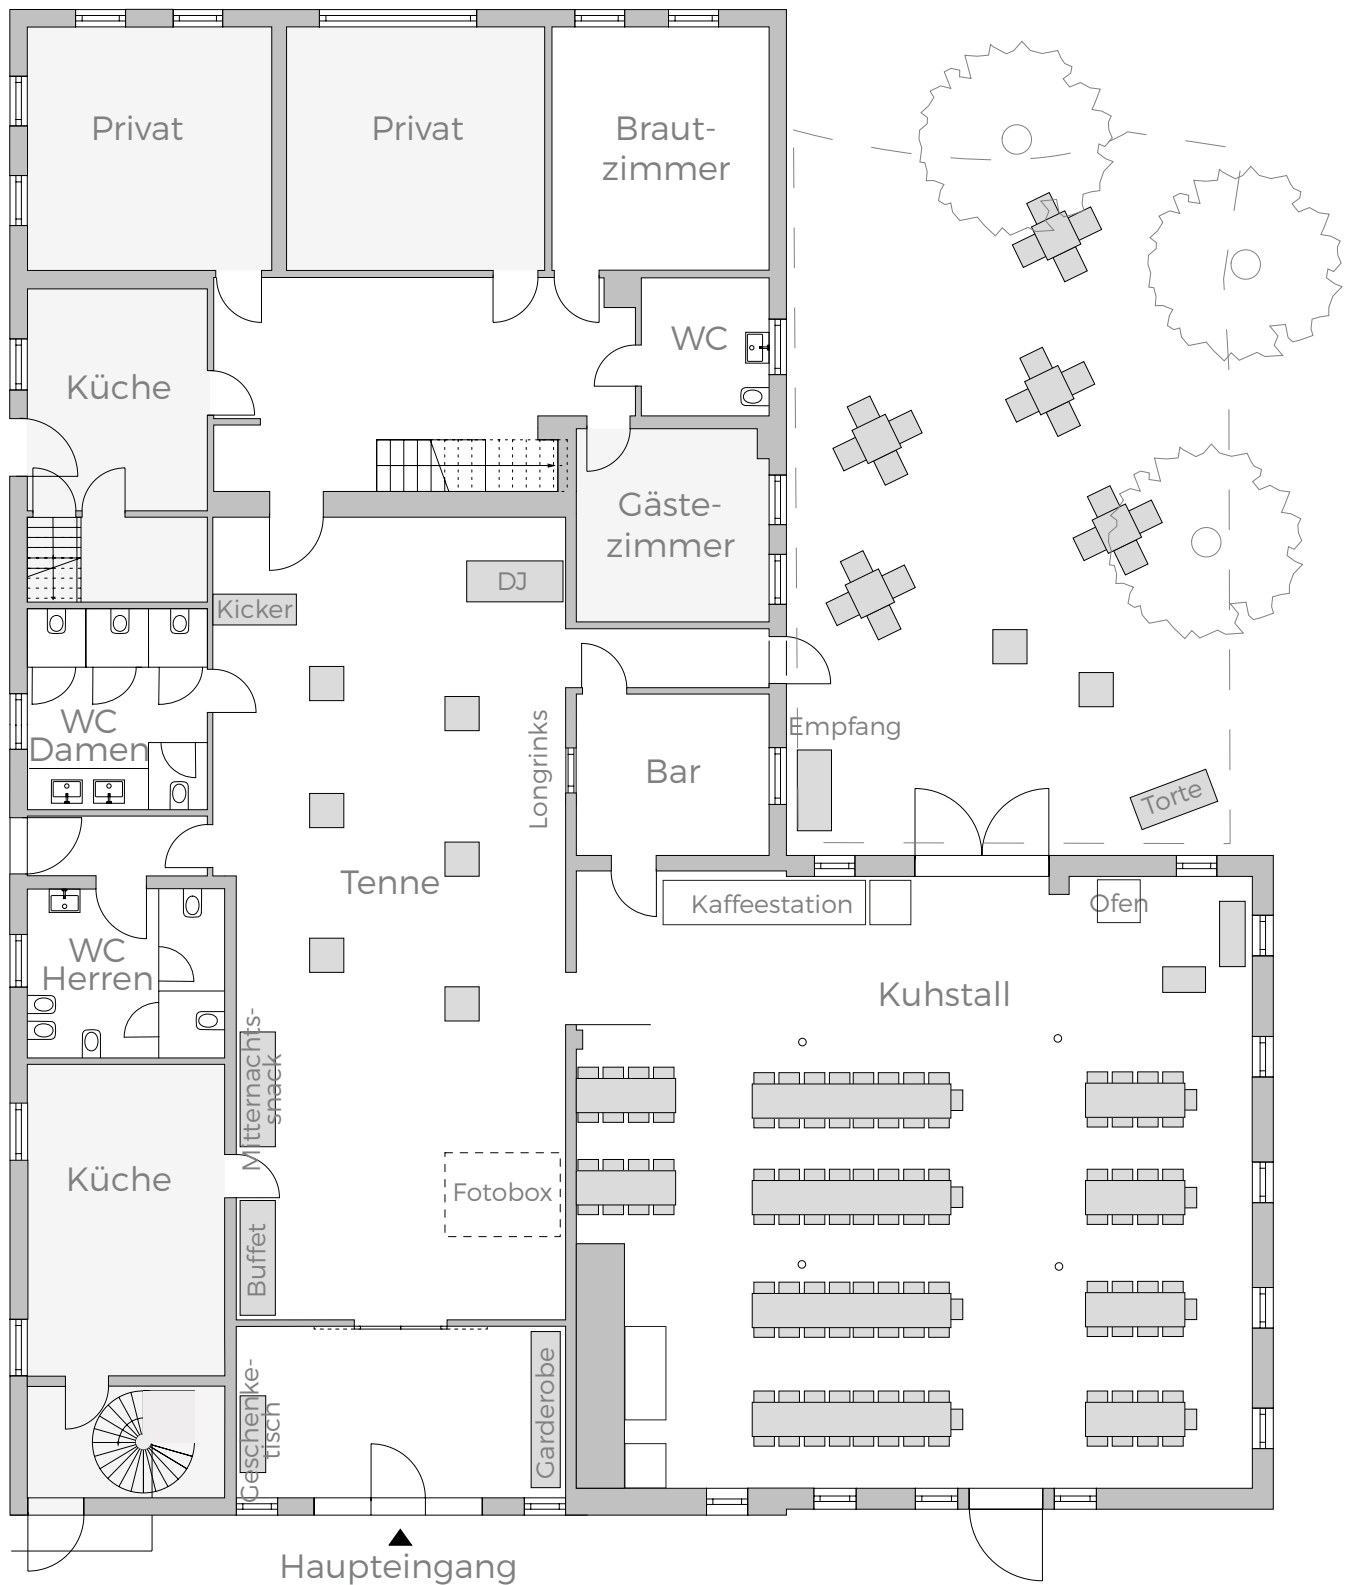 Privat
Privat
Braut-
zimmer
WC
Küche
Gäste-
zimmer
DJ
Kicker
WC
Damen
Longrinks
Bar
Empfang
Torte
Tenne
Kaffeestation
Ofen
WC
Herren
Kuhstall
Mitternachts-
snack
Küche
Fotobox
Buffet
Geschenke-
tisch
Garderobe
Haupteingang